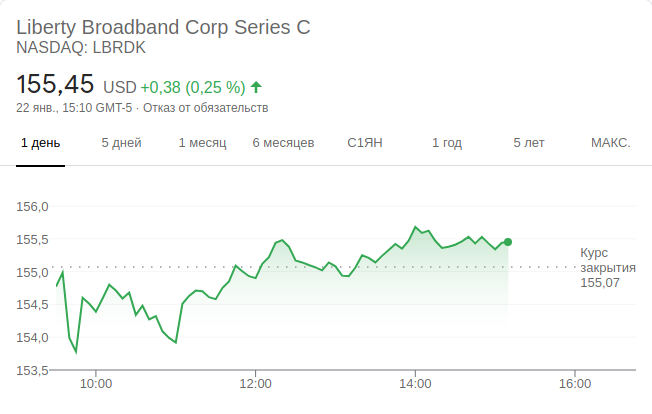 Liberty Broadband Corp Series C
NASDAQ: LBRDK
155,45 USD +0,38 (0,25 %)
22 янв., 15:10 GMT-5 · Отказ от обязательств
1 день 5 дней 1 месяц 6 месяцев С1ЯН 1 год 5 лет МАКС.
156,0
155,5
155,0
154,5
154,0
153,5
Курс
закрытия
155,07
10:00 12:00 14:00 16:00